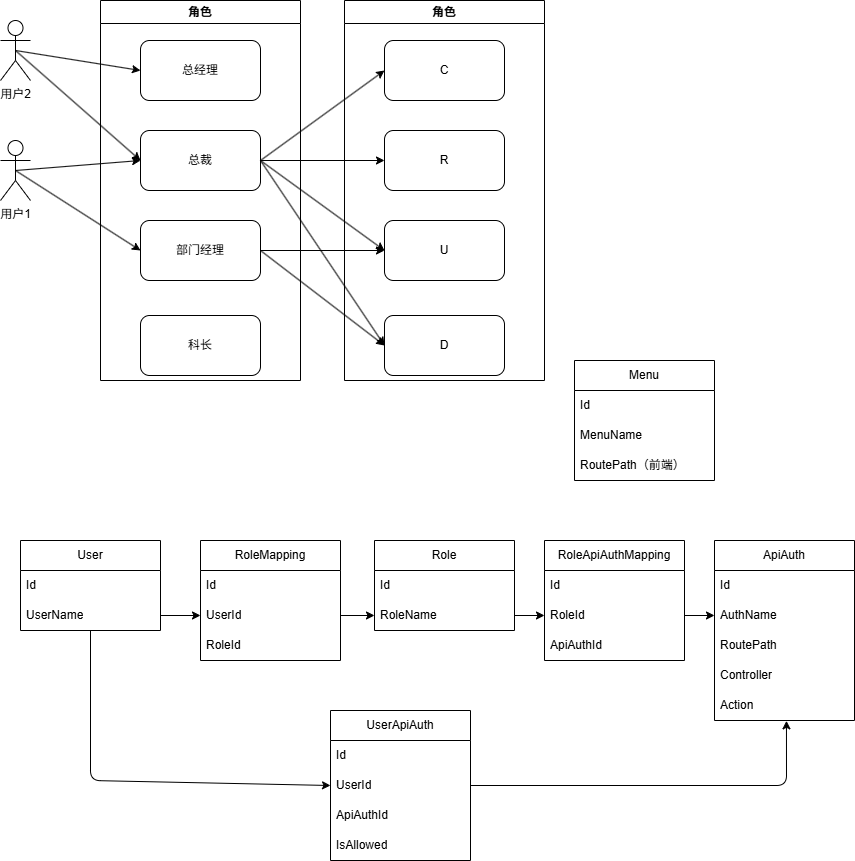 角色
角色
用户2
总经理
C
用户1
总裁
R
部门经理
U
科长
D
Menu
Id
MenuName
RoutePath（前端）
User
Id
UserName
RoleMapping
Id
UserId
RoleId
Role
Id
RoleName
RoleApiAuthMapping
Id
RoleId
ApiAuthId
ApiAuth
Id
AuthName
RoutePath
Controller
Action
UserApiAuth
Id
UserId
ApiAuthId
IsAllowed